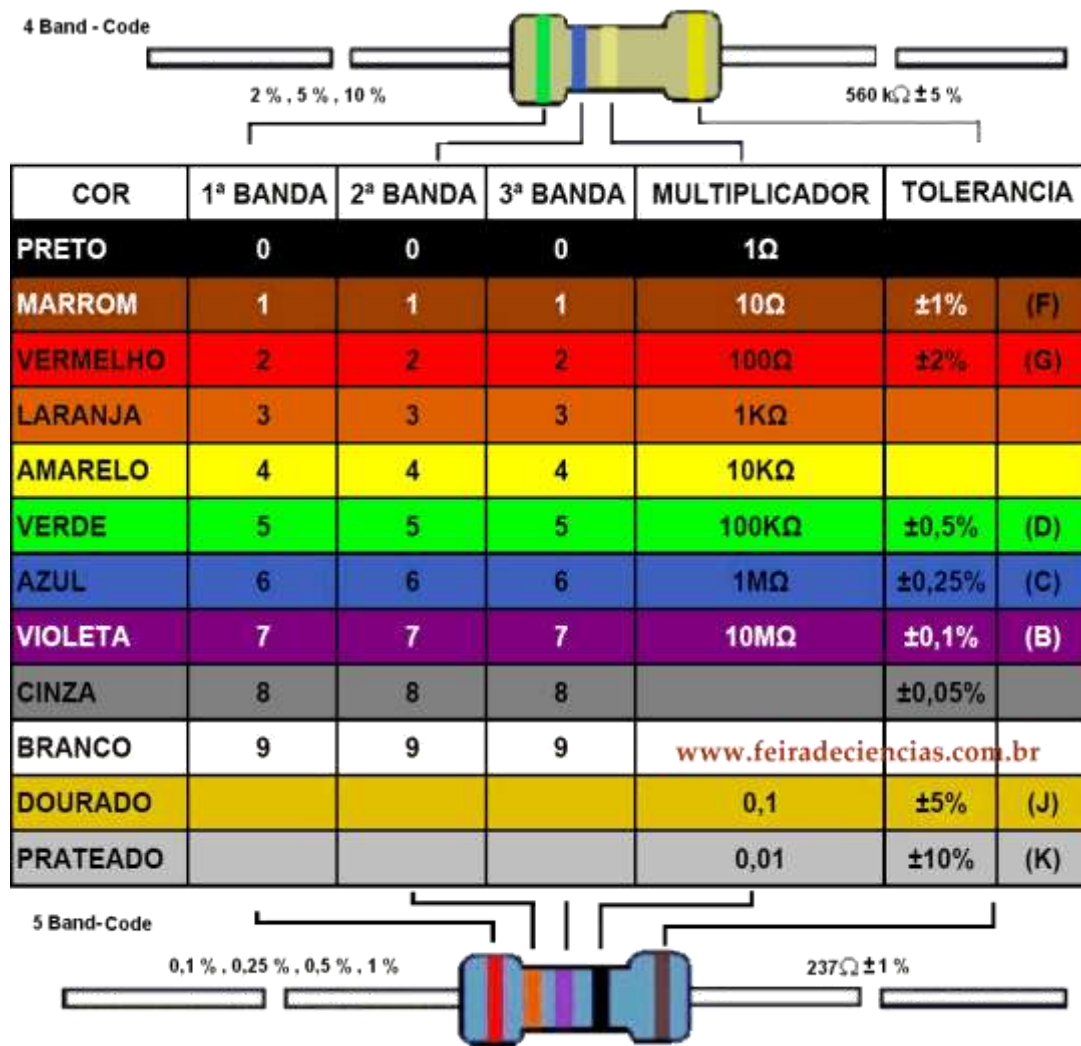 4 Band - Code
2 % , 5 % , 10 %
560 kΩ ± 5 %
COR 1ª BANDA 2ª BANDA 3ª BANDA MULTIPLICADOR TOLERANCIA
PRETO 0 0 0 1Ω
MARROM 1 1 1 10Ω ±1% (F)
VERMELHO 2 2 2 100Ω ±2% (G)
LARANJA 3 3 3 1KΩ
AMARELO 4 4 4 10KΩ
VERDE 5 5 5 100KΩ ±0,5% (D)
AZUL 6 6 6 1MΩ ±0,25% (C)
VIOLETA 7 7 7 10MΩ ±0,1% (B)
CINZA 8 8 8 ±0,05%
BRANCO 9 9 9 www.feiradeciencias.com.br
DOURADO 0,1 ±5% (J)
PRATEADO 0,01 ±10% (K)
5 Band-Code
0,1 % , 0,25 % , 0,5 % , 1 %
237Ω ± 1 %